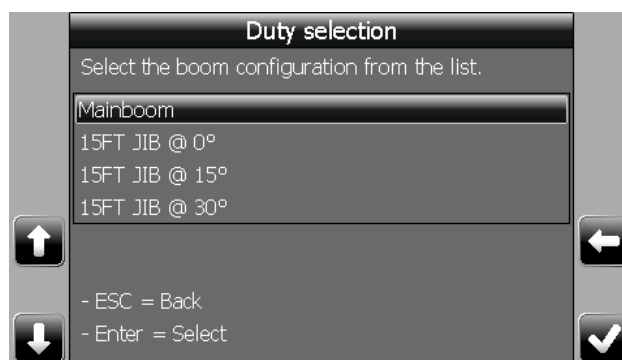 Duty selection
Select the boom configuration from the list.
Mainboom
15FT JIB @ 0°
15FT JIB @ 15°
15FT JIB @ 30°
- ESC = Back
- Enter = Select